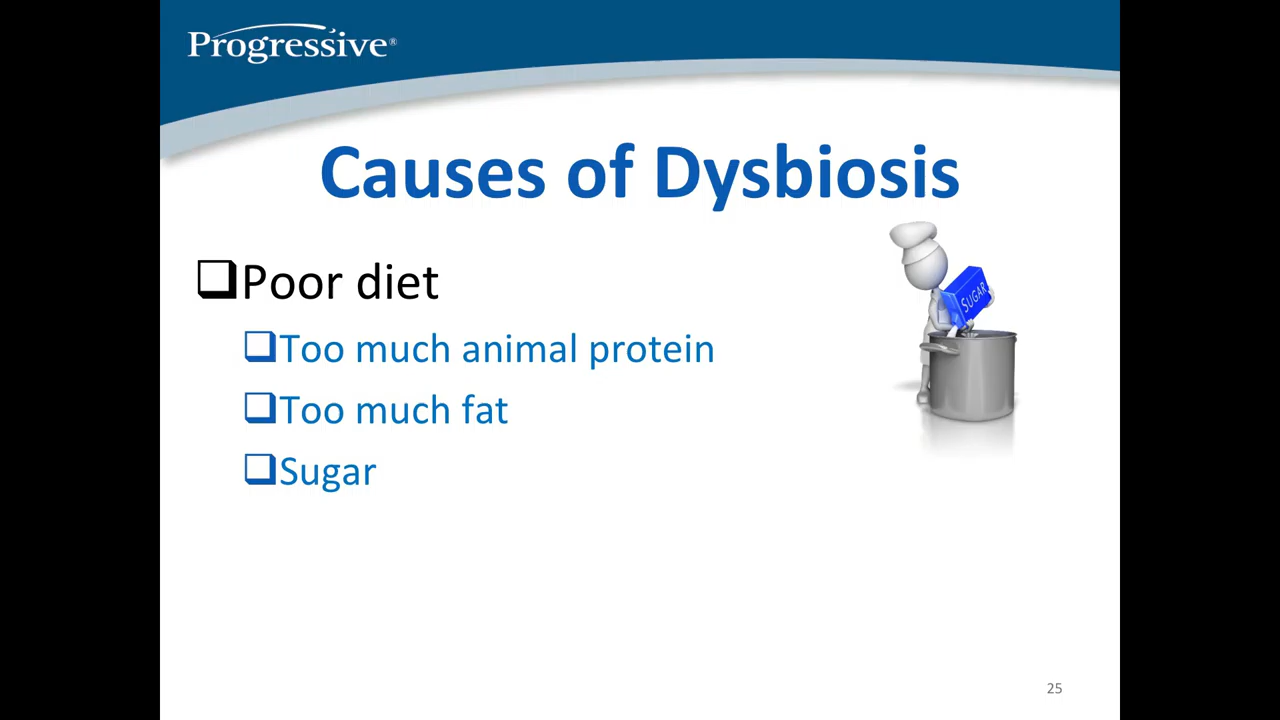 Progressive®
Causes of Dysbiosis
Poor diet
Too much animal protein
Too much fat
Sugar
SUGAR
25